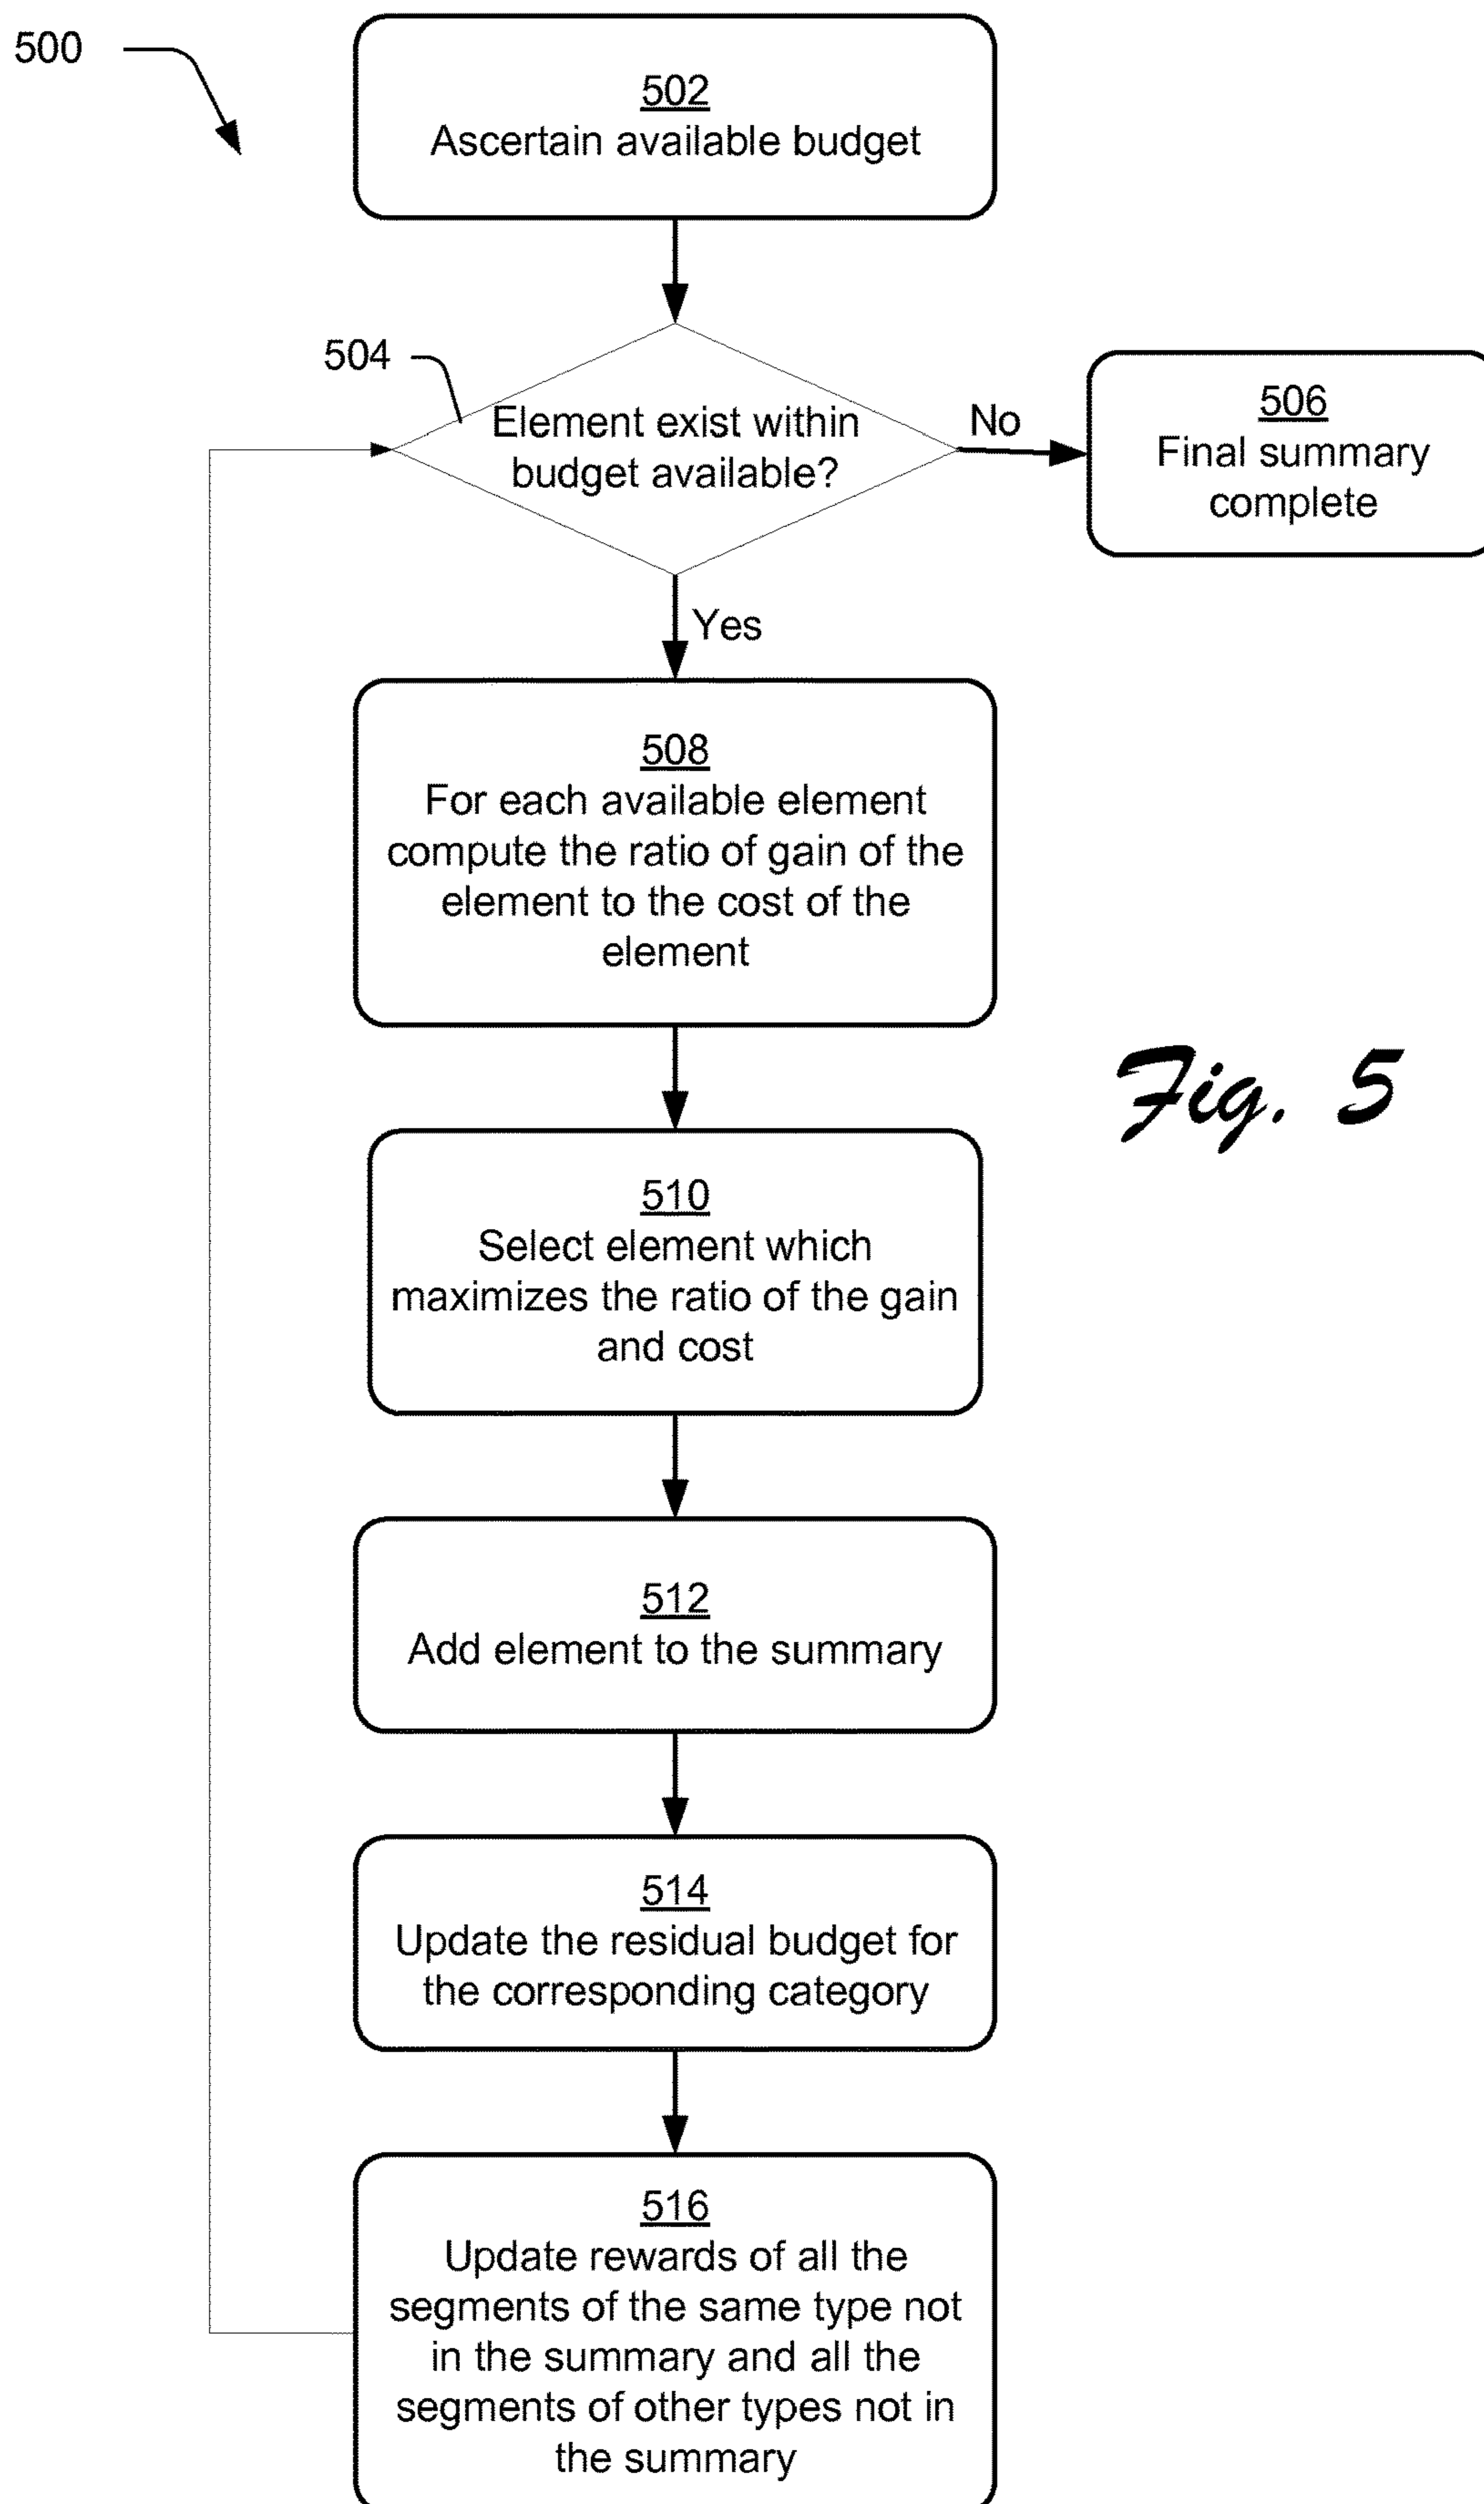 500
502
Ascertain available budget
504
Element exist within
budget available?
No
506
Final summary
complete
Yes
508
For each available element
compute the ratio of gain of the
element to the cost of the
element
Fig. 5
510
Select element which
maximizes the ratio of the gain
and cost
512
Add element to the summary
514
Update the residual budget for
the corresponding category
516
Update rewards of all the
segments of the same type not
in the summary and all the
segments of other types not in
the summary